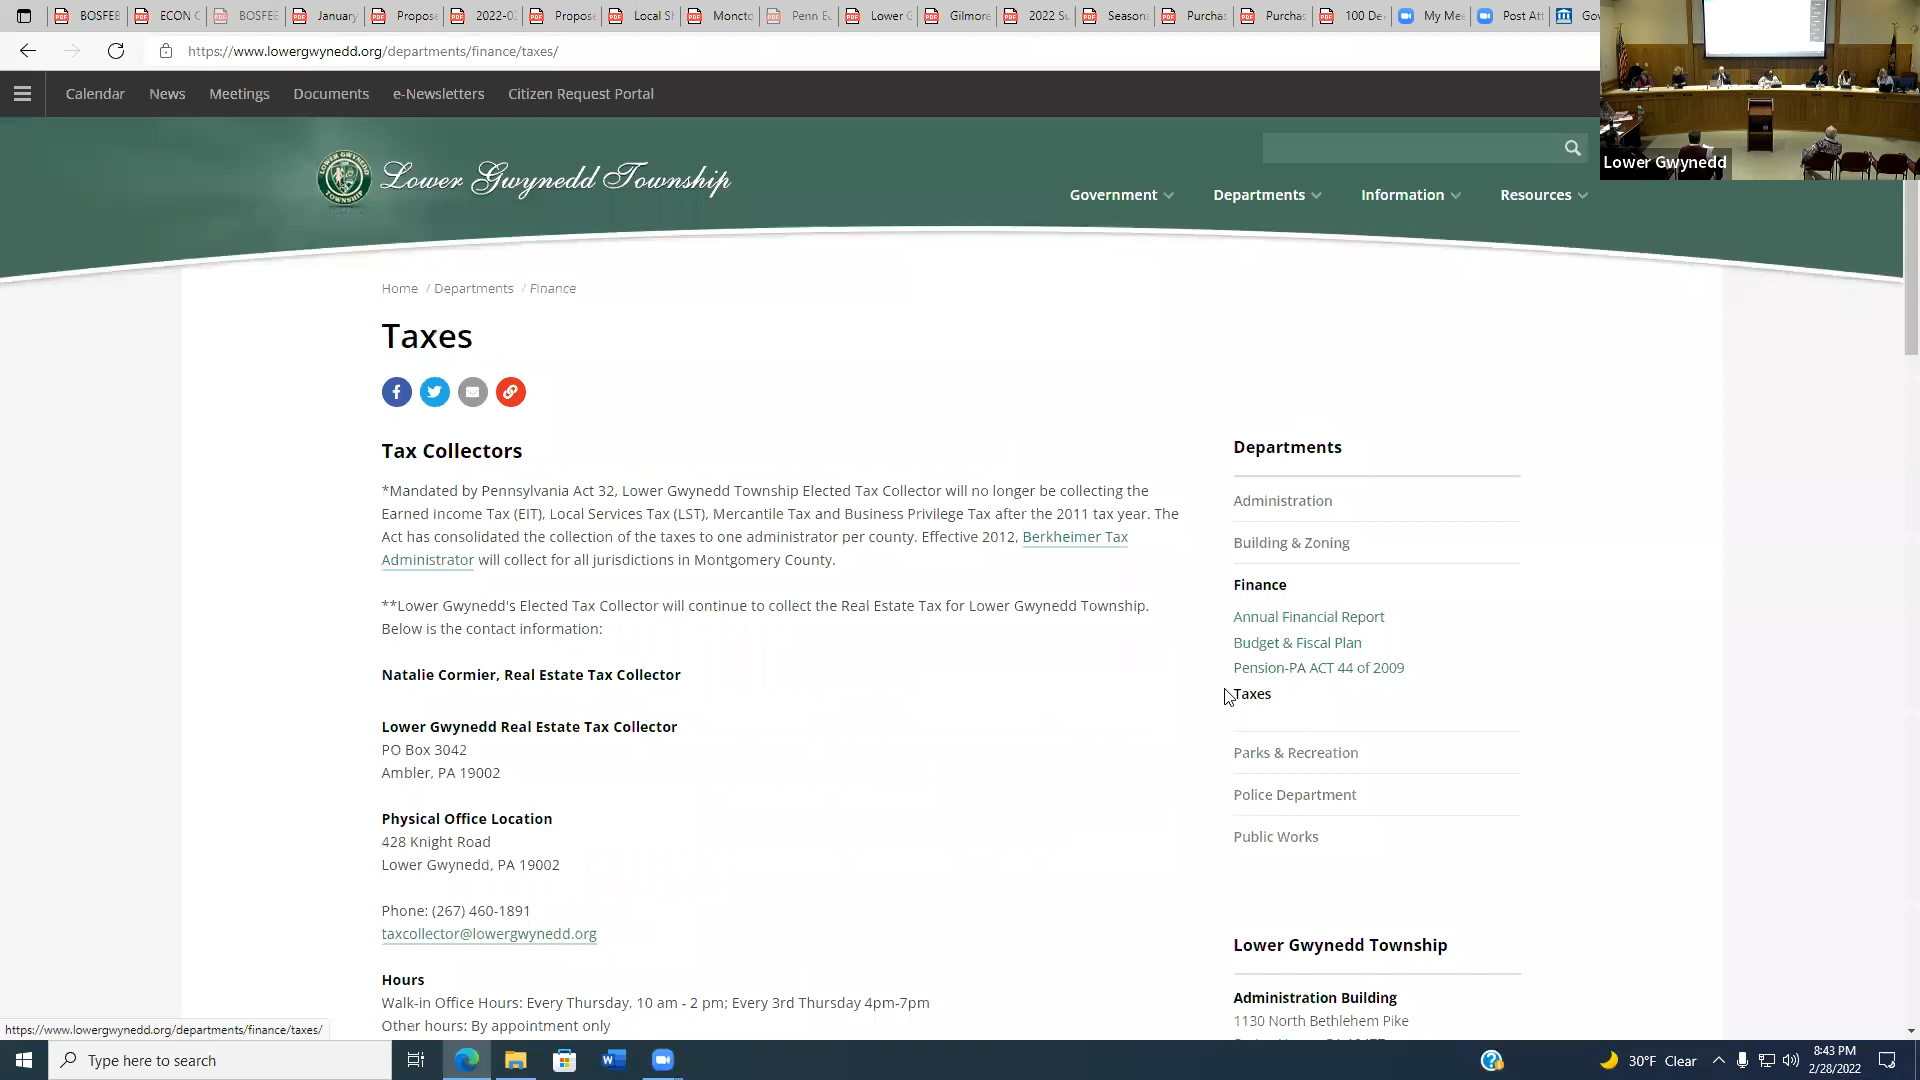 BOSFEB
ECON
BOSFEE
January
Propose
2022-0
Propos
Local S
Moncto
Penn E
Lower
Gilmore
2022 Su
Season
Purcha
Purcha
100 De
My Me
Post Att
Gov
https://www.lowergwynedd.org/departments/finance/taxes/
Calendar News Meetings Documents e-Newsletters Citizen Request Portal
Lower Gwynedd
Lower Gwynedd Township
Government Departments Information Resources
Home / Departments / Finance
Taxes
Tax Collectors
*Mandated by Pennsylvania Act 32, Lower Gwynedd Township Elected Tax Collector will no longer be collecting the
Earned Income Tax (EIT), Local Services Tax (LST), Mercantile Tax and Business Privilege Tax after the 2011 tax year. The
Act has consolidated the collection of the taxes to one administrator per county. Effective 2012, Berkheimer Tax
Administrator will collect for all jurisdictions in Montgomery County.
**Lower Gwynedd's Elected Tax Collector will continue to collect the Real Estate Tax for Lower Gwynedd Township.
Below is the contact information:
Natalie Cormier, Real Estate Tax Collector
Lower Gwynedd Real Estate Tax Collector
PO Box 3042
Ambler, PA 19002
Physical Office Location
428 Knight Road
Lower Gwynedd, PA 19002
Phone: (267) 460-1891
taxcollector@lowergwynedd.org
Hours
Walk-in Office Hours: Every Thursday, 10 am - 2 pm; Every 3rd Thursday 4pm-7pm
Other hours: By appointment only
Departments
Administration
Building & Zoning
Finance
Annual Financial Report
Budget & Fiscal Plan
Pension-PA ACT 44 of 2009
Taxes
Parks & Recreation
Police Department
Public Works
Lower Gwynedd Township
Administration Building
1130 North Bethlehem Pike
https://www.lowergwynedd.org/departments/finance/taxes/
Type here to search
30°F Clear
8:43 PM
2/28/2022